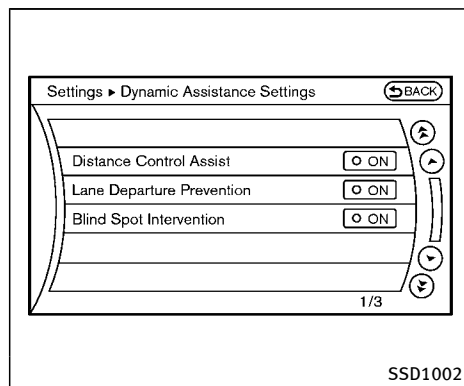 Settings ▸ Dynamic Assistance Settings BACK
Distance Control Assist ON
Lane Departure Prevention ON
Blind Spot Intervention ON
1/3
SSD1002